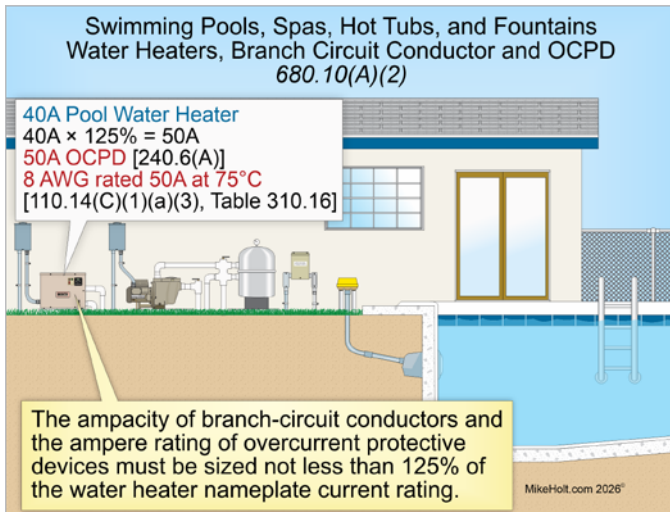 Swimming Pools, Spas, Hot Tubs, and Fountains
Water Heaters, Branch Circuit Conductor and OCPD
680.10(A)(2)
40A Pool Water Heater
40A × 125% = 50A
50A OCPD [240.6(A)]
8 AWG rated 50A at 75°C
[110.14(C)(1)(a)(3), Table 310.16]
The ampacity of branch-circuit conductors and
the ampere rating of overcurrent protective
devices must be sized not less than 125% of
the water heater nameplate current rating.
MikeHolt.com 2026©